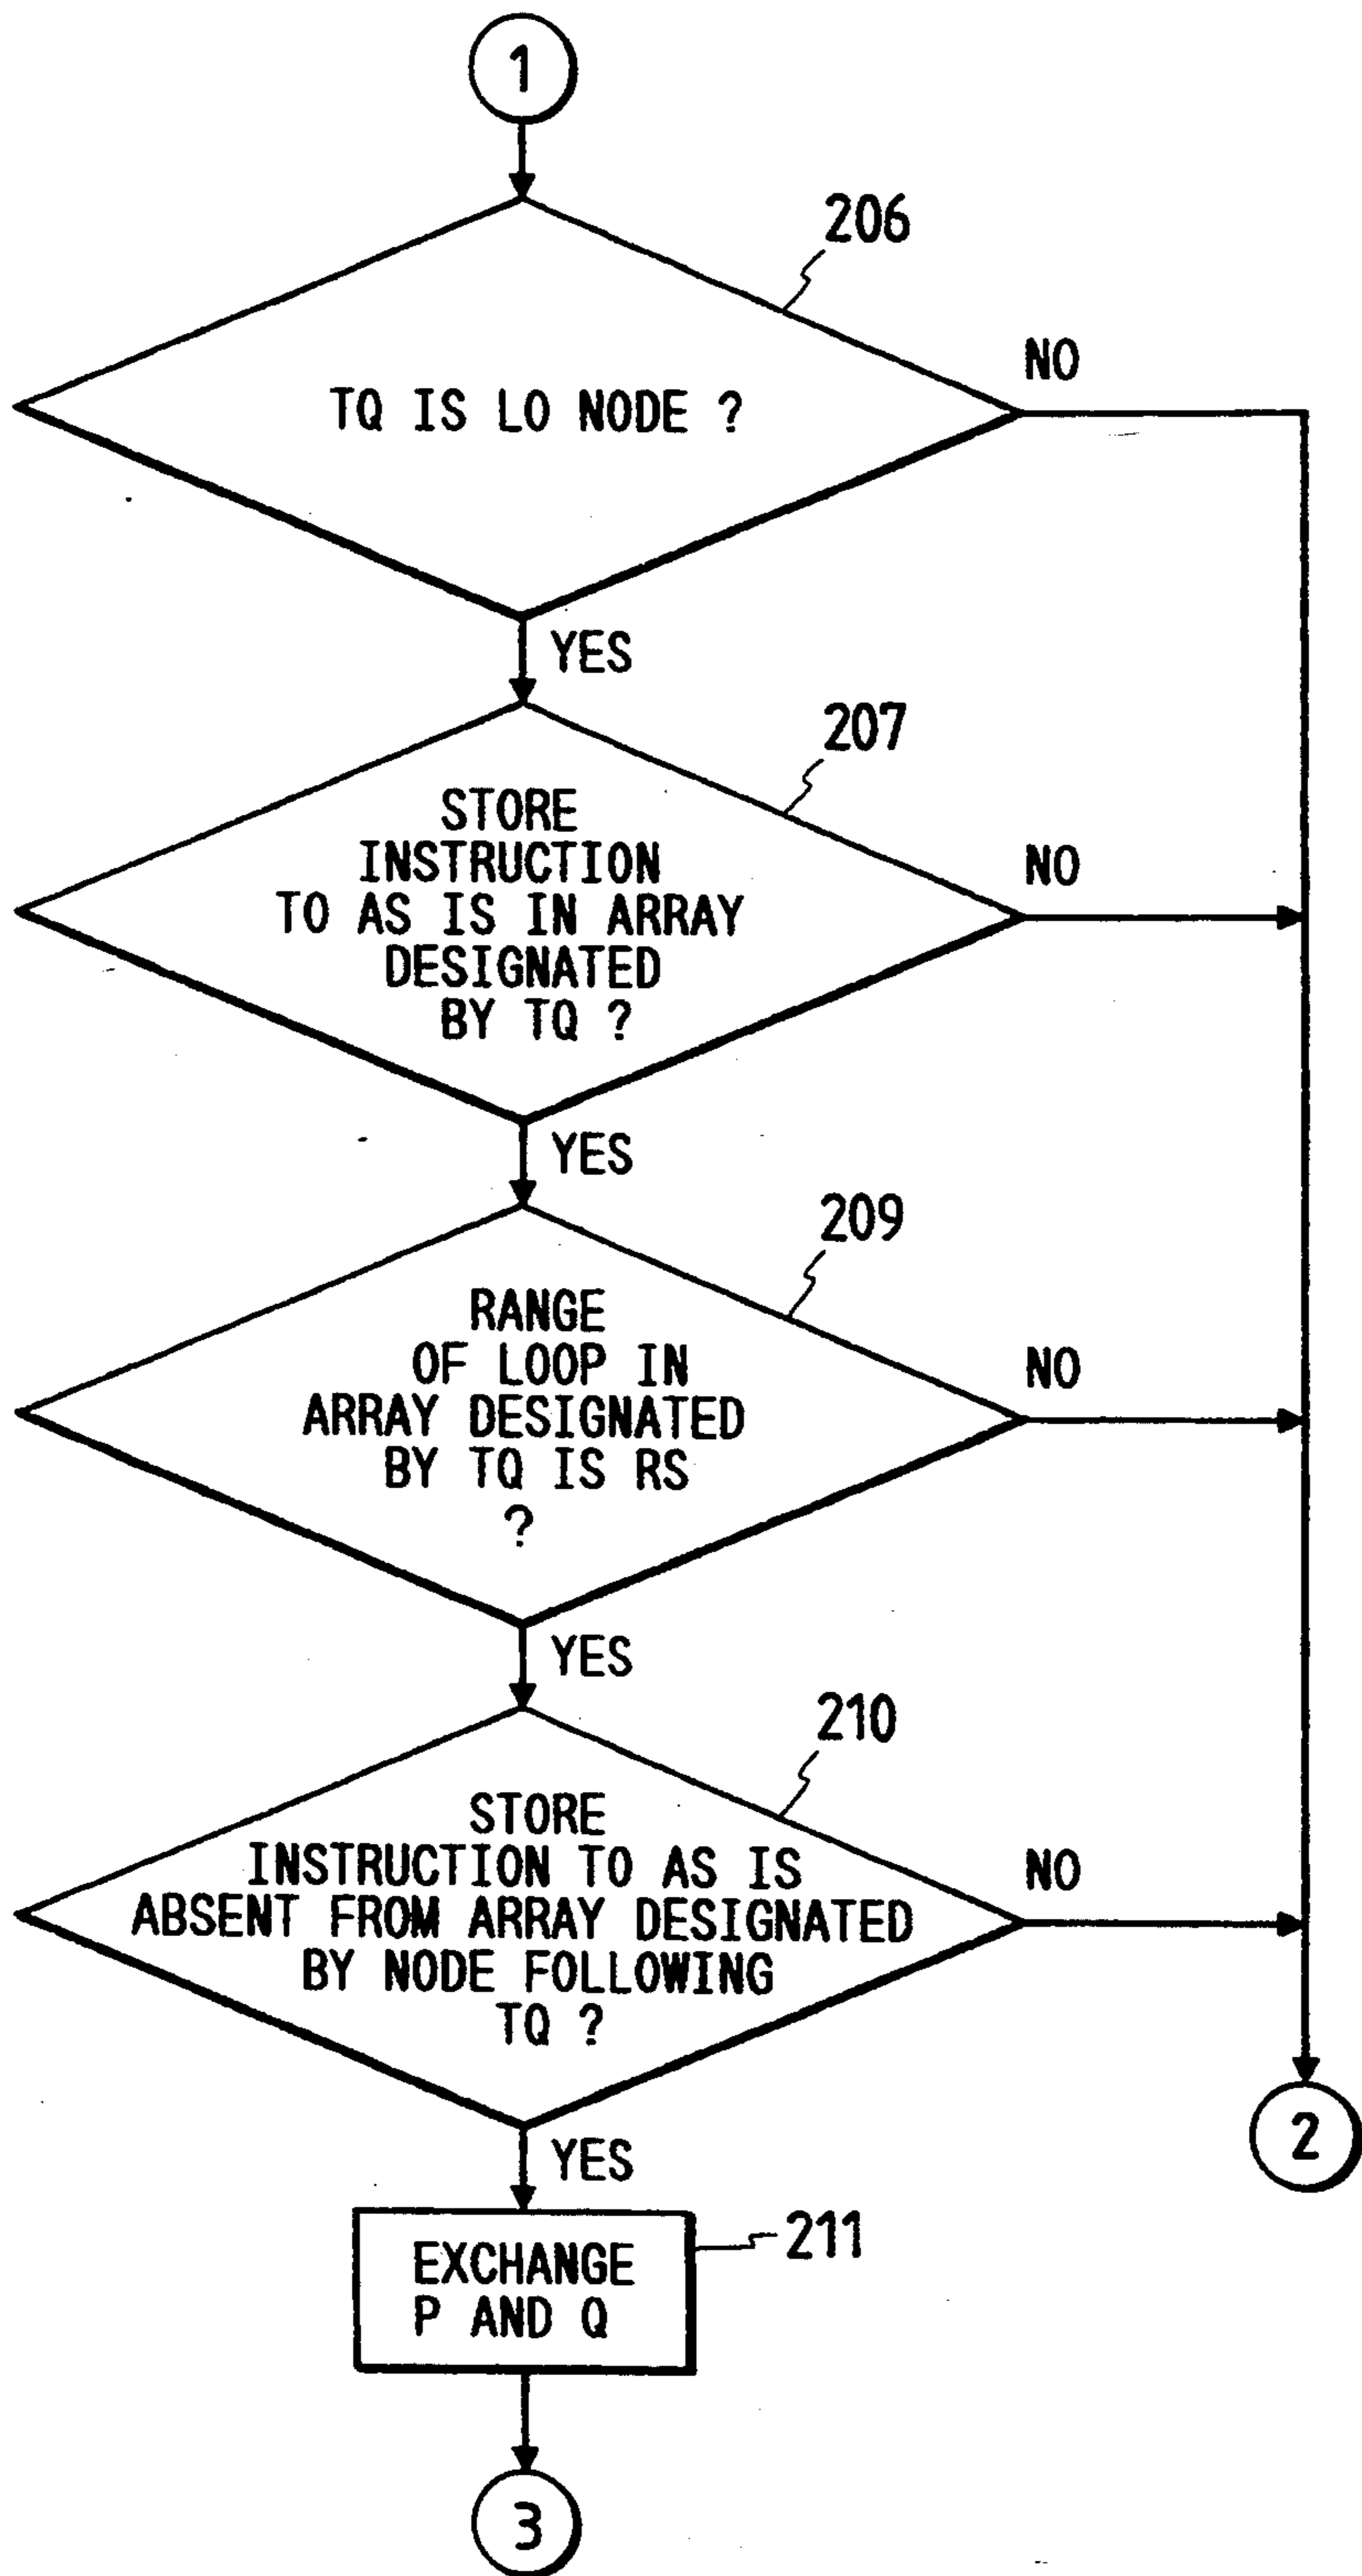 1
206
TQ IS LO NODE ?
NO
YES
207
STORE
INSTRUCTION
TO AS IS IN ARRAY
DESIGNATED
BY TQ ?
NO
YES
209
RANGE
OF LOOP IN
ARRAY DESIGNATED
BY TQ IS RS
?
NO
YES
210
STORE
INSTRUCTION TO AS IS
ABSENT FROM ARRAY DESIGNATED
BY NODE FOLLOWING
TQ ?
NO
2
YES
211
EXCHANGE
P AND Q
3